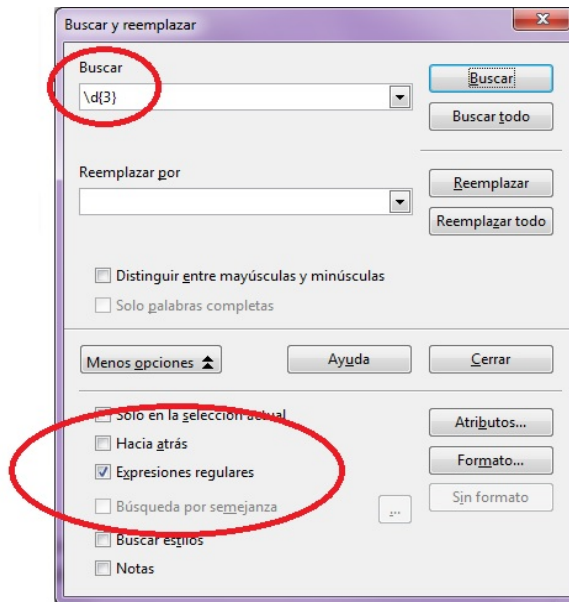 Buscar y reemplazar
Buscar
\d{3}
Buscar
Buscar todo
Reemplazar por
Reemplazar
Reemplazar todo
Distinguir entre mayúsculas y minúsculas
Solo palabras completas
Menos opciones
Ayuda
Cerrar
Solo en la selección actual
Hacia atrás
Expresiones regulares
Búsqueda por semejanza
...
Buscar estilos
Notas
Atributos...
Formato...
Sin formato